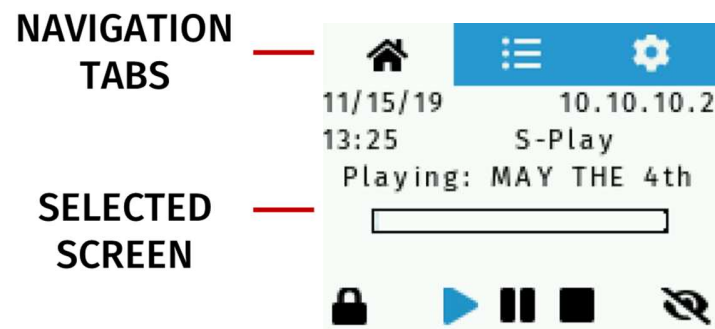 NAVIGATION
TABS
11/15/19 10.10.10.2
13:25 S-Play
Playing: MAY THE 4th
SELECTED
SCREEN